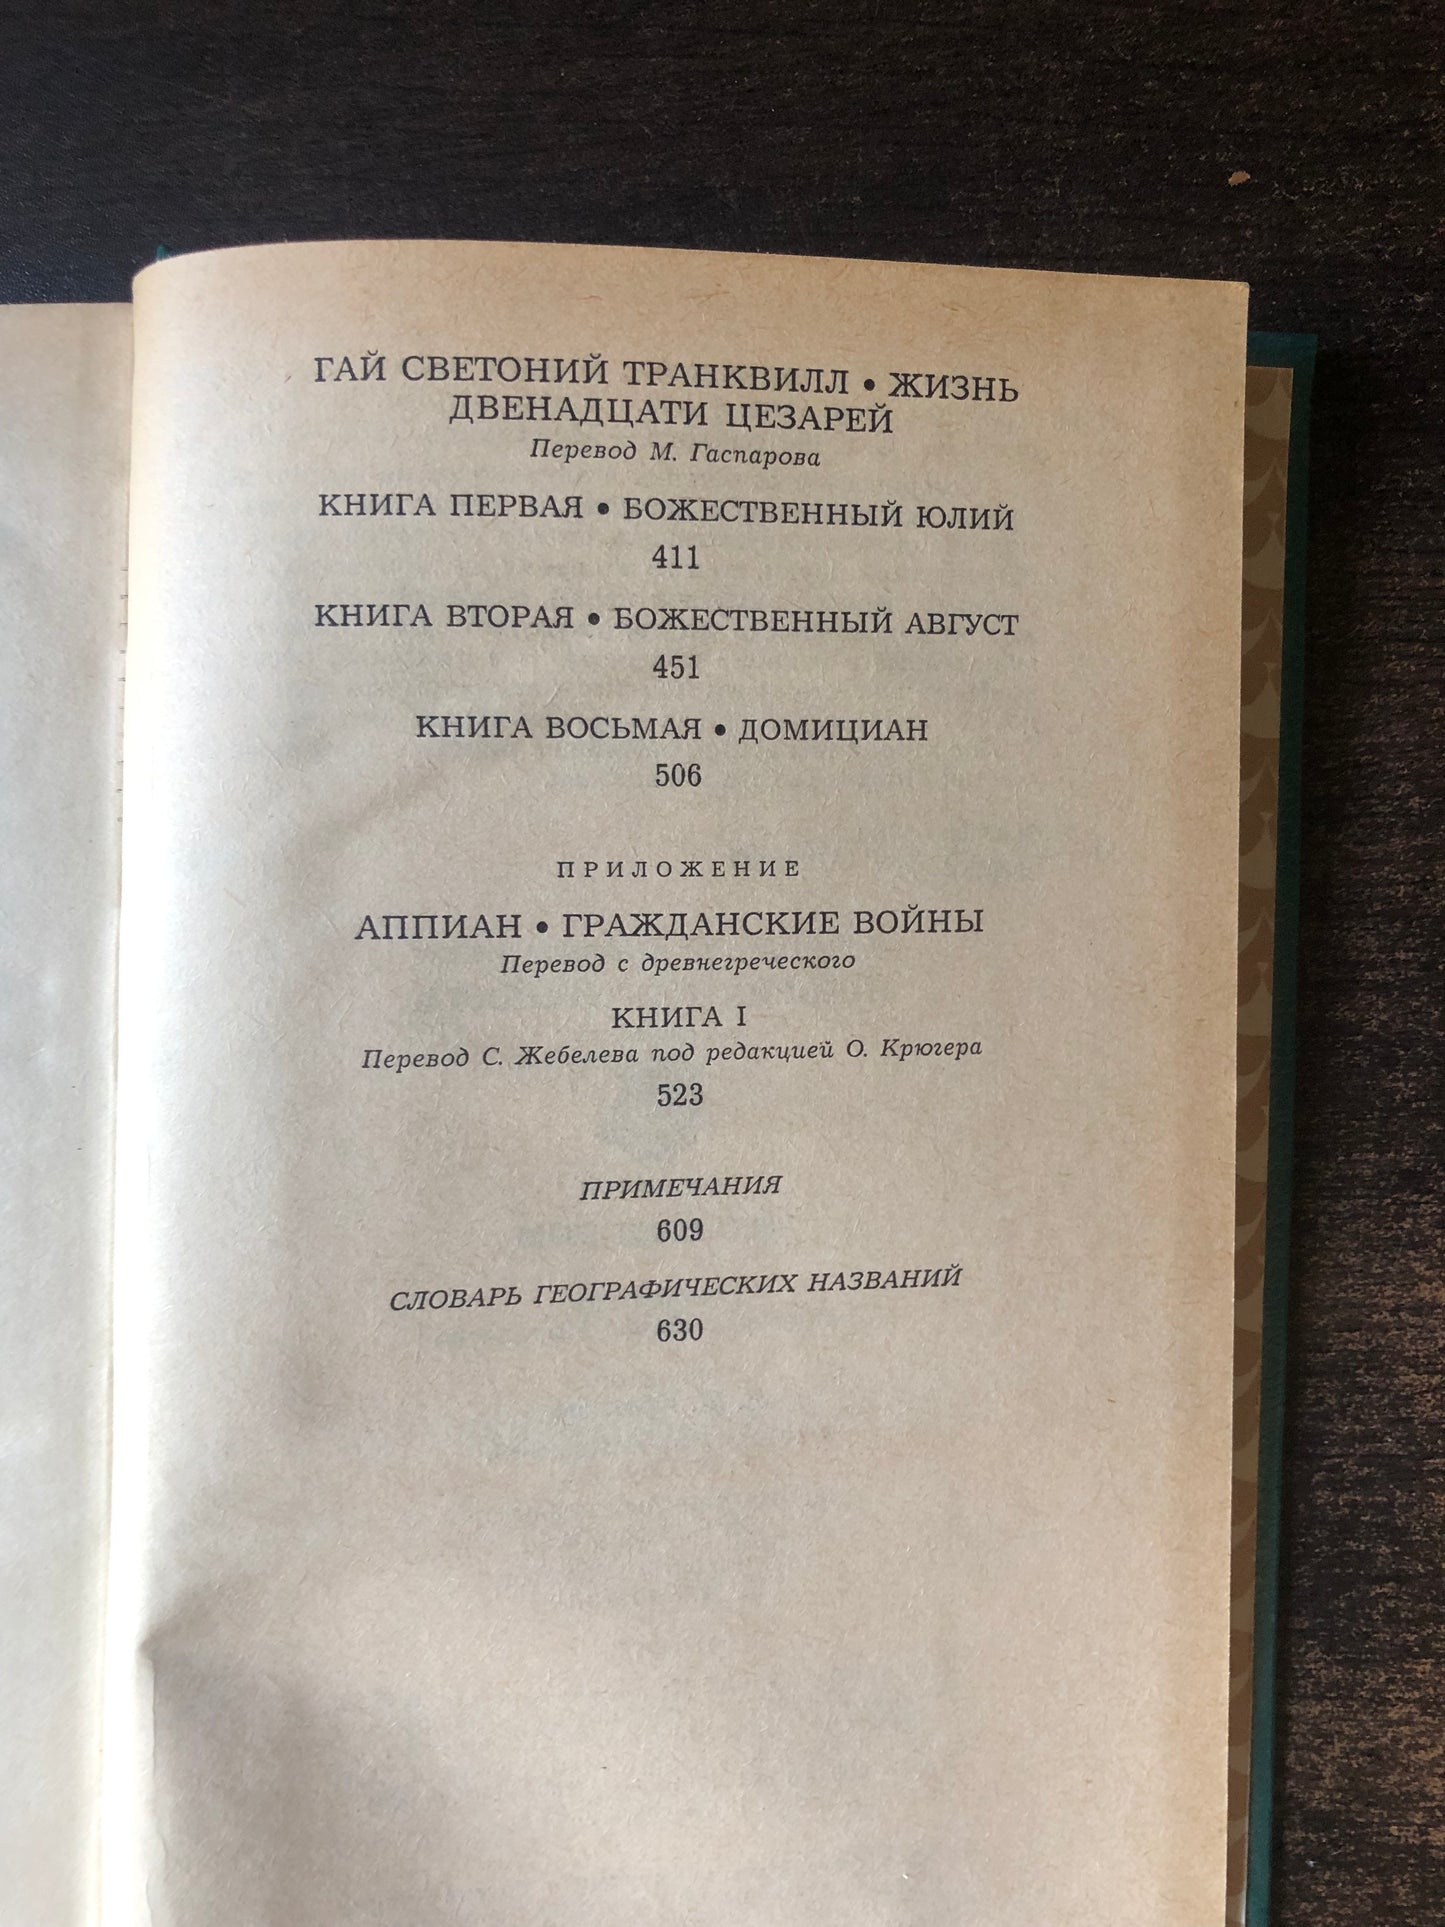 ГАЙ СВЕТОНИЙ ТРАНКВИЛЛ • ЖИЗНЬ
ДВЕНАДЦАТИ ЦЕЗАРЕЙ
Перевод М. Гаспарова
КНИГА ПЕРВАЯ • БОЖЕСТВЕННЫЙ ЮЛИЙ
411
КНИГА ВТОРАЯ • БОЖЕСТВЕННЫЙ АВГУСТ
451
КНИГА ВОСЬМАЯ • ДОМИЦИАН
506
ПРИЛОЖЕНИЕ
АППИАН • ГРАЖДАНСКИЕ ВОЙНЫ
Перевод с древнегреческого
КНИГА I
Перевод С. Жебелева под редакцией О. Крюгера
523
ПРИМЕЧАНИЯ
609
СЛОВАРЬ ГЕОГРАФИЧЕСКИХ НАЗВАНИЙ
630